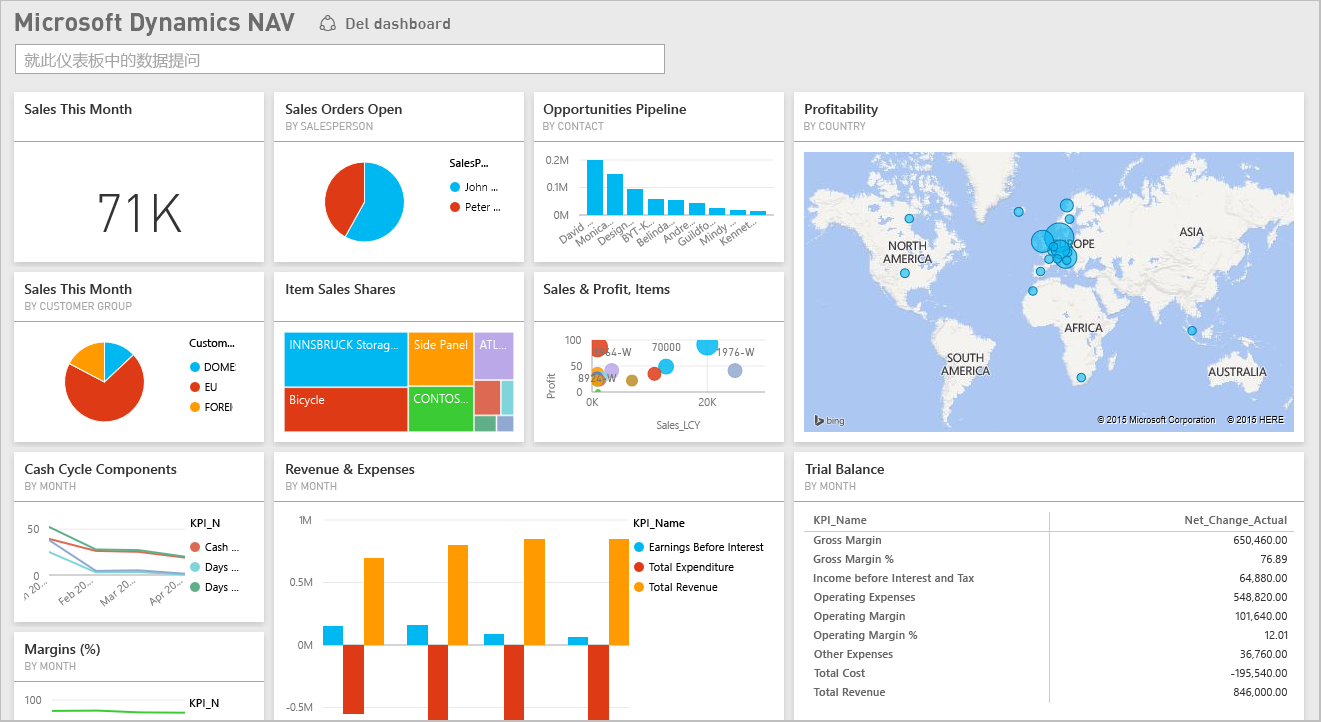 Microsoft Dynamics NAV
Del dashboard
就此仪表板中的数据提问
Sales This Month
71K
Sales Orders Open
BY SALESPERSON
SalesP...
John ...
Peter ...
Opportunities Pipeline
BY CONTACT
0.2M
0.1M
0M
David ...
Monica...
Design...
BYT-K...
Belinda...
Andre...
Guildfo...
Mindy ...
Kennet...
Profitability
BY COUNTRY
NORTH
AMERICA
ROPE
ASIA
AFRICA
SOUTH
AMERICA
AUSTRALIA
bing
© 2015 Microsoft Corporation © 2015 HERE
Sales This Month
BY CUSTOMER GROUP
Custom...
DOME
EU
FOREI
Item Sales Shares
INNSBRUCK Storag...
Side Panel
ATL...
Bicycle
CONTOS...
Sales & Profit, Items
Profit
100
50
0
1964-W
70000
1976-W
8924-W
0K
20K
Sales_LCY
Cash Cycle Components
BY MONTH
50
0
Feb 20...
Mar 20...
Apr 20...
KPI_N
Cash ...
Days ...
Days ...
Revenue & Expenses
BY MONTH
1M
0.5M
0M
-0.5M
KPI_Name
Earnings Before Interest
Total Expenditure
Total Revenue
Trial Balance
BY MONTH
KPI_Name Net_Change_Actual
Gross Margin 650,460.00
Gross Margin % 76.89
Income before Interest and Tax 64,880.00
Operating Expenses 548,820.00
Operating Margin 101,640.00
Operating Margin % 12.01
Other Expenses 36,760.00
Total Cost -195,540.00
Total Revenue 846,000.00
Margins (%)
BY MONTH
100
KPI_N